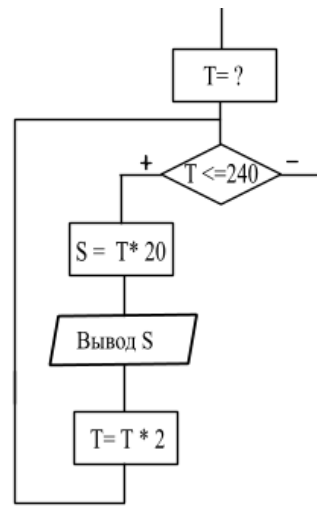 T= ?
+
−
T <=240
S = T* 20
Вывод S
T= T * 2